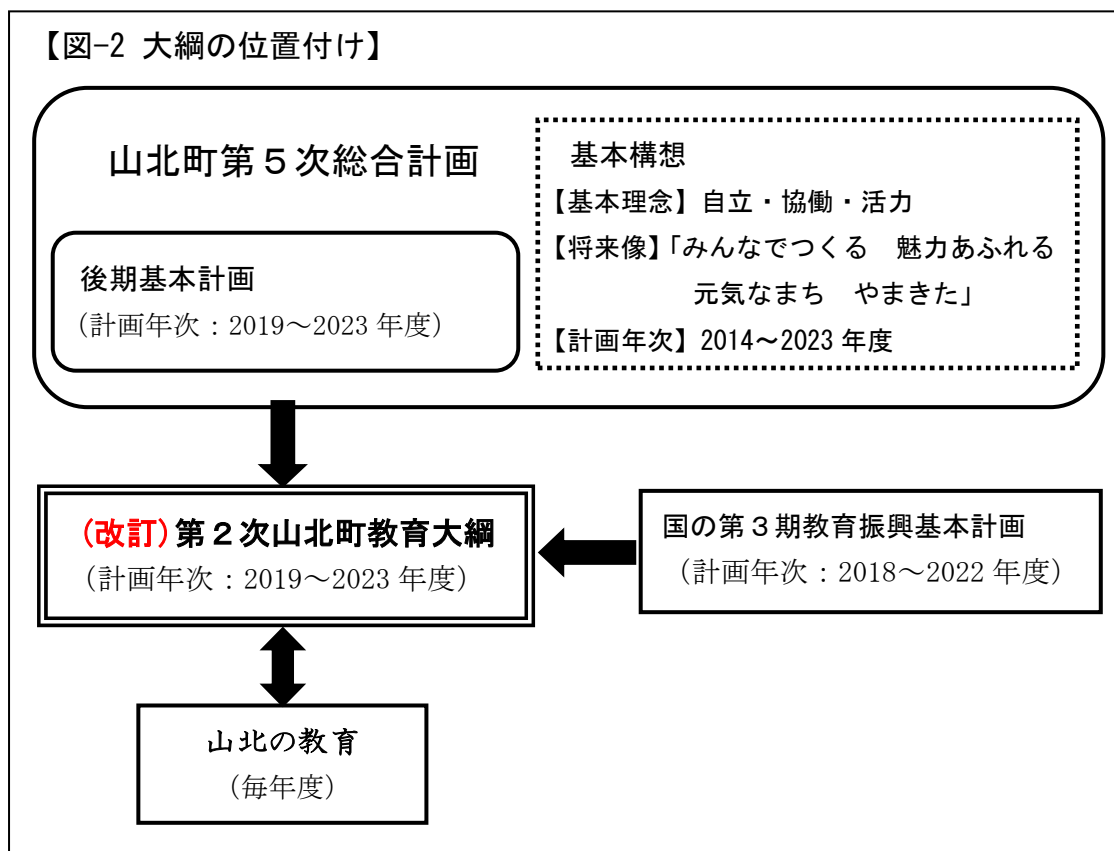 【図-2 大綱の位置付け】
山北町第５次総合計画
後期基本計画
（計画年次：2019～2023 年度）
基本構想
【基本理念】自立・協働・活力
【将来像】「みんなでつくる　魅力あふれる
元気なまち　やまきた」
【計画年次】2014～2023 年度
(改訂)第２次山北町教育大綱
（計画年次：2019～2023 年度）
国の第３期教育振興基本計画
（計画年次：2018～2022 年度）
山北の教育
（毎年度）